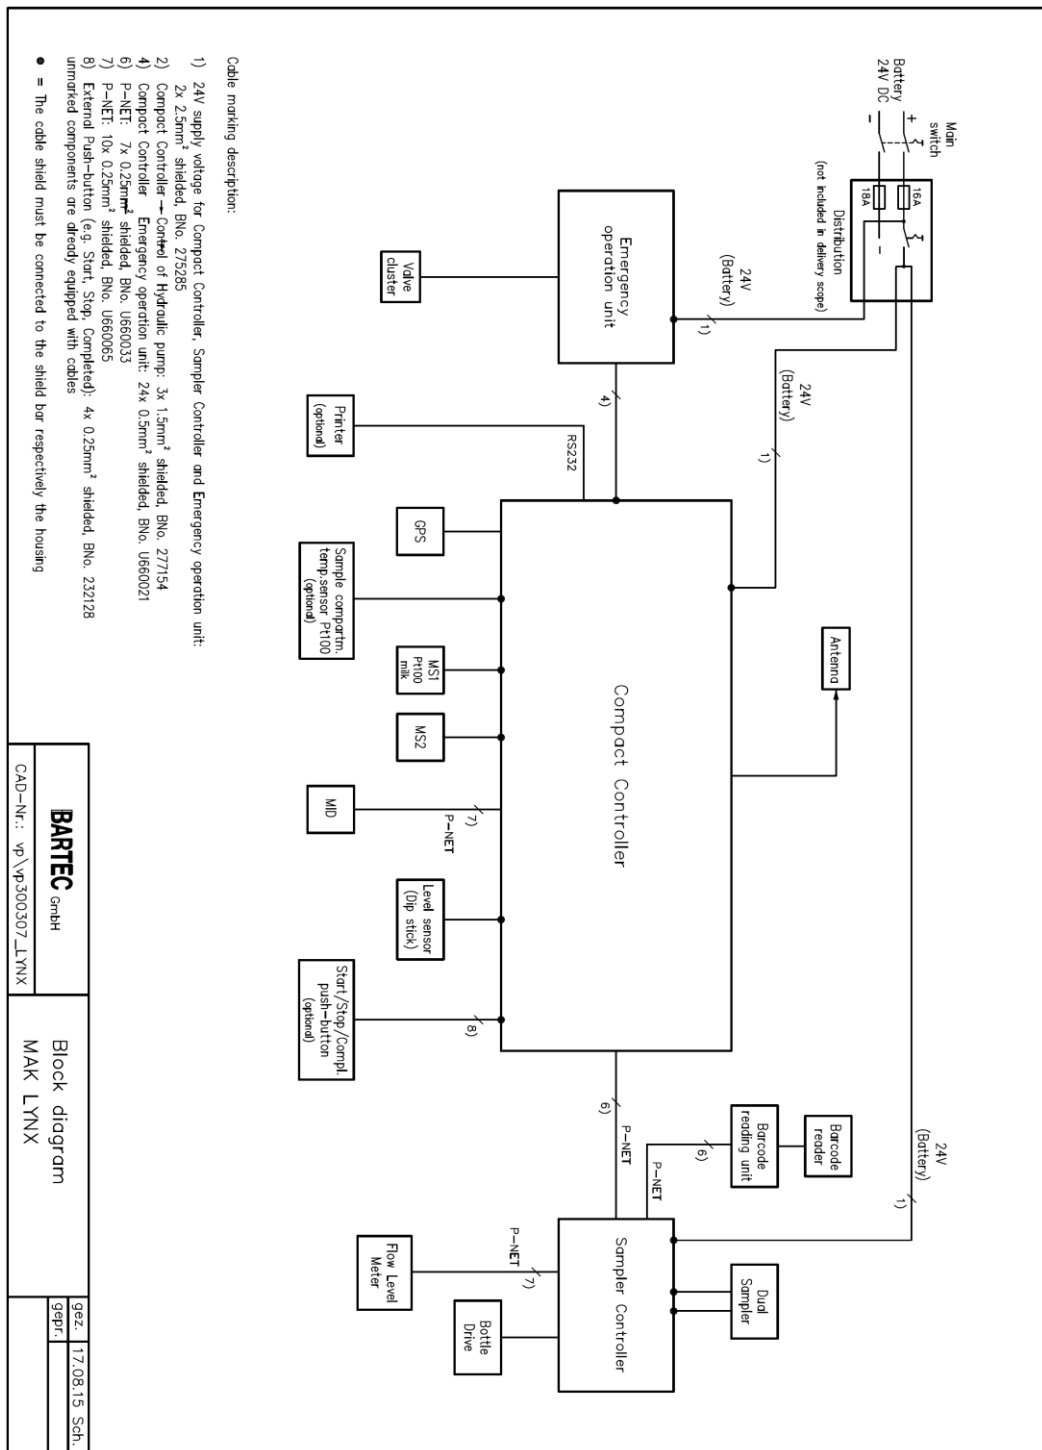 Battery
24V DC
+
-
Main
switch
16A
18A
-
Distribution
(not included in delivery scope)
24V
(Battery)
1)
24V
(Battery)
1)
24V
(Battery)
1)
Emergency
operation unit
Valve
cluster
4)
Printer
(optional)
RS232
GPS
Sample compartm.
temp.sensor Pt100
(optional)
MS1
Pt100
milk
MS2
MID
7)
P-NET
Level sensor
(Dip stick)
Start/Stop/Compl.
push-button
(optional)
8)
Compact Controller
Antenna
6)
P-NET
Barcode
reader
Barcode
reading unit
6)
P-NET
Sampler Controller
Dual
Sampler
Flow Level
Meter
P-NET
7)
Bottle
Drive
Cable marking description:
1) 24V supply voltage for Compact Controller, Sampler Controller and Emergency operation unit:
2x 2.5mm² shielded, BNo. 275285
2) Compact Controller → Control of Hydraulic pump: 3x 1.5mm² shielded, BNo. 277154
4) Compact Controller Emergency operation unit: 24x 0.5mm² shielded, BNo. U660021
6) P-NET: 7x 0.25mm² shielded, BNo. U660033
7) P-NET: 10x 0.25mm² shielded, BNo. U660065
8) External Push-button (e.g. Start, Stop, Completed): 4x 0.25mm² shielded, BNo. 232128
unmarked components are already equipped with cables
● = The cable shield must be connected to the shield bar respectively the housing
BARTEC GmbH
CAD-Nr.: vp\vp300307_LYNX
Block diagram
MAK LYNX
gez. 17.08.15 Sch.
gepr.